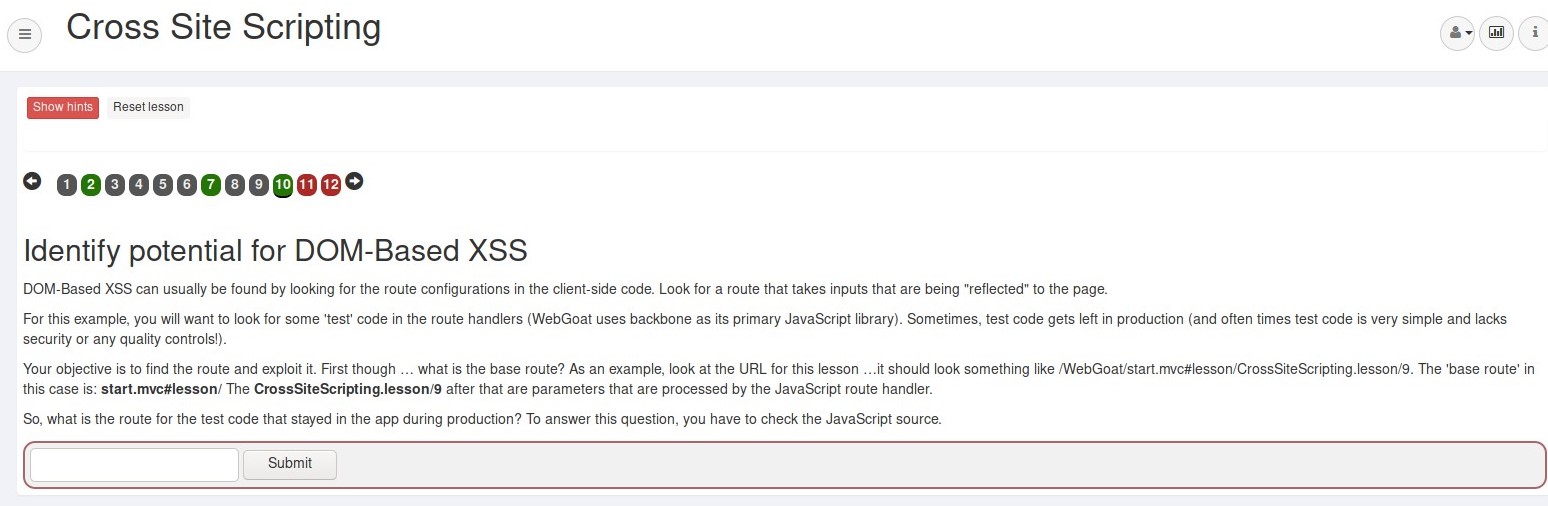 Cross Site Scripting
Show hints Reset lesson
1 2 3 4 5 6 7 8 9 10 11 12
Identify potential for DOM-Based XSS
DOM-Based XSS can usually be found by looking for the route configurations in the client-side code. Look for a route that takes inputs that are being "reflected" to the page.
For this example, you will want to look for some 'test' code in the route handlers (WebGoat uses backbone as its primary JavaScript library). Sometimes, test code gets left in production (and often times test code is very simple and lacks
security or any quality controls!).
Your objective is to find the route and exploit it. First though … what is the base route? As an example, look at the URL for this lesson …it should look something like /WebGoat/start.mvc#lesson/CrossSiteScripting.lesson/9. The 'base route' in
this case is: start.mvc#lesson/ The CrossSiteScripting.lesson/9 after that are parameters that are processed by the JavaScript route handler.
So, what is the route for the test code that stayed in the app during production? To answer this question, you have to check the JavaScript source.
Submit